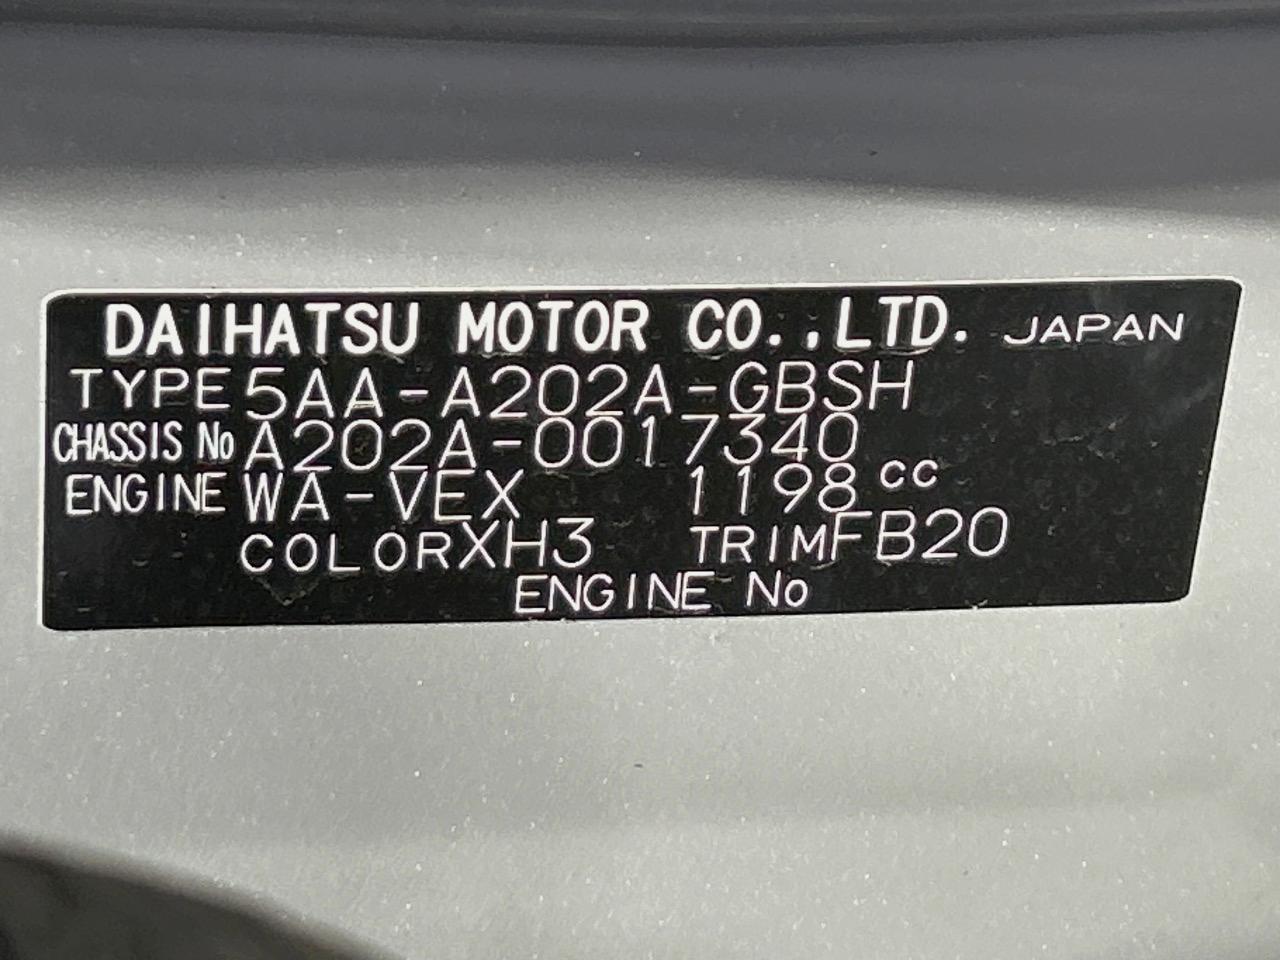 DAIHATSU MOTOR CO.,LTD. JAPAN
TYPE 5AA-A202A-GBSH
CHASSIS No A202A-0017340
ENGINE WA-VEX 1198 cc
COLOR XH3 TRIM FB20
ENGINE No